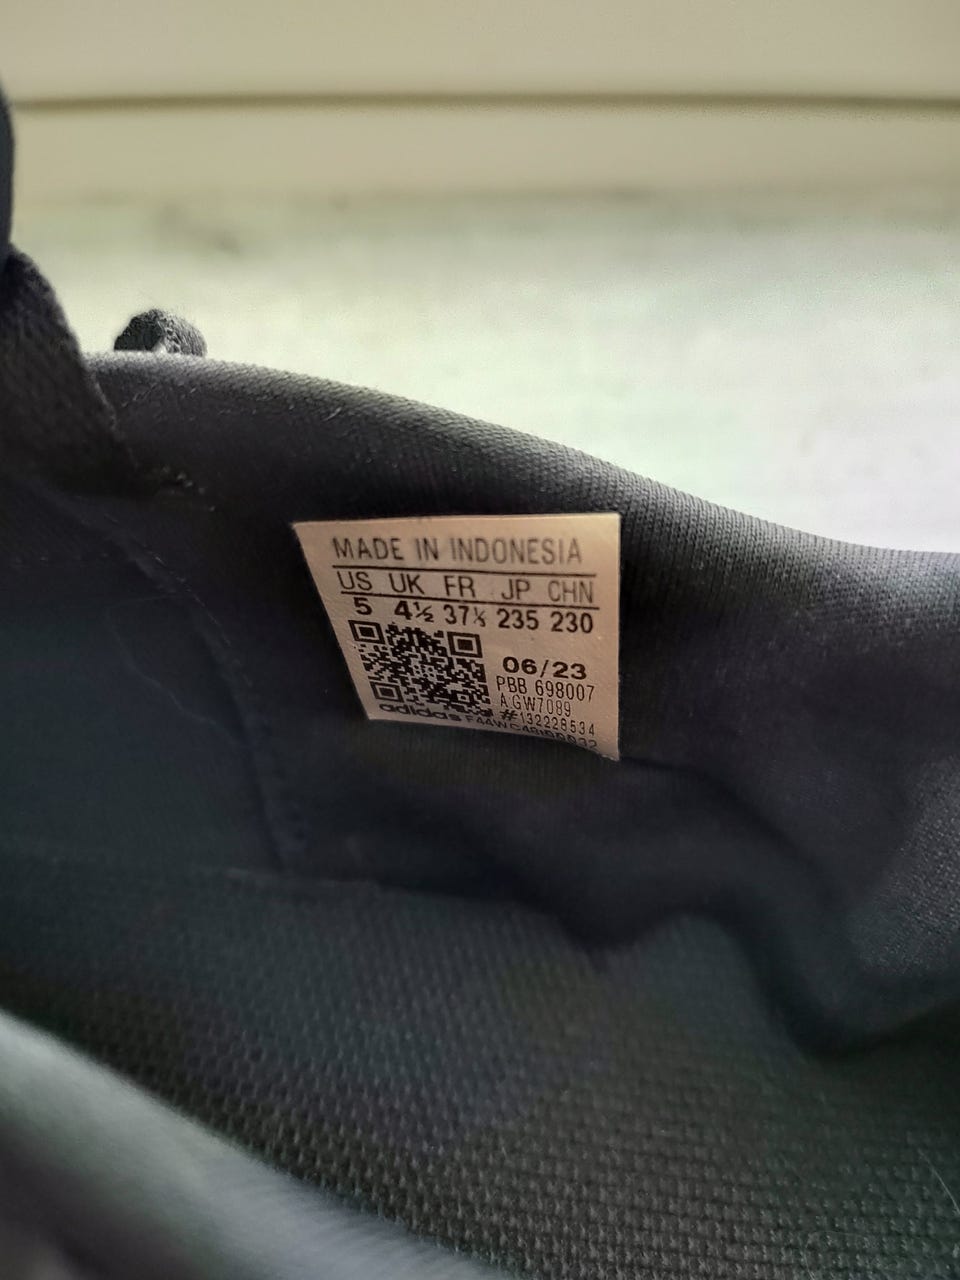 MADE IN INDONESIA
US UK FR JP CHN
5 4½ 37⅓ 235 230
06/23
PBB 698007
A GW7089
#132228534
adidas